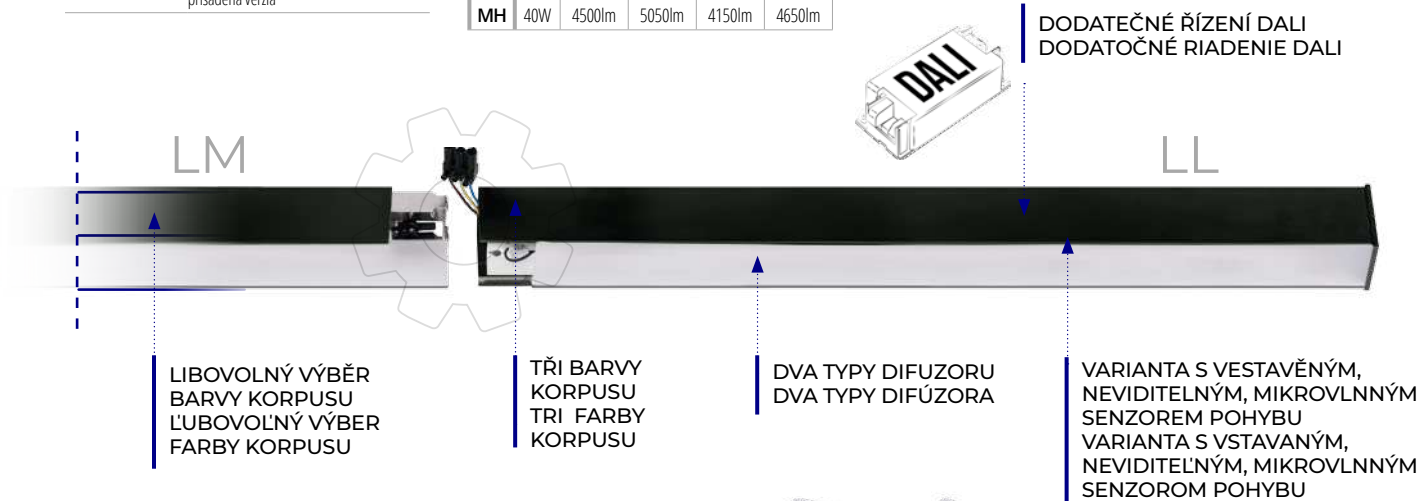 prisadená verzia
MH 40W 4500lm 5050lm 4150lm 4650lm
DODATEČNÉ ŘÍZENÍ DALI
DODATOČNÉ RIADENIE DALI
DALI
LM
LL
LIBOVOLNÝ VÝBĚR
BARVY KORPUSU
ĽUBOVOĽNÝ VÝBER
FARBY KORPUSU
TŘI BARVY
KORPUSU
TRI FARBY
KORPUSU
DVA TYPY DIFUZORU
DVA TYPY DIFÚZORA
VARIANTA S VESTAVĚNÝM,
NEVIDITELNÝM, MIKROVLNNÝM
SENZOREM POHYBU
VARIANTA S VSTAVANÝM,
NEVIDITEĽNÝM, MIKROVLNNÝM
SENZOROM POHYBU